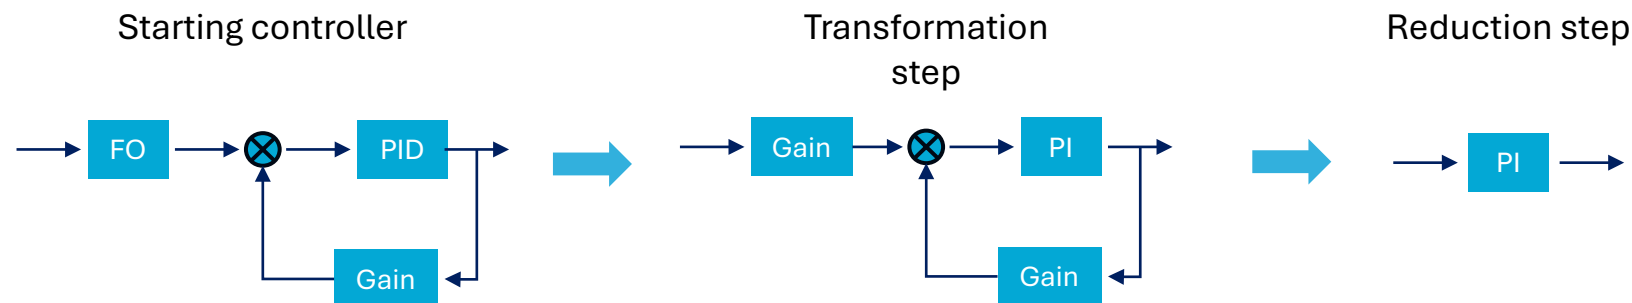 Starting controller
Transformation
step
Reduction step
FO
PID
Gain
Gain
PI
Gain
PI